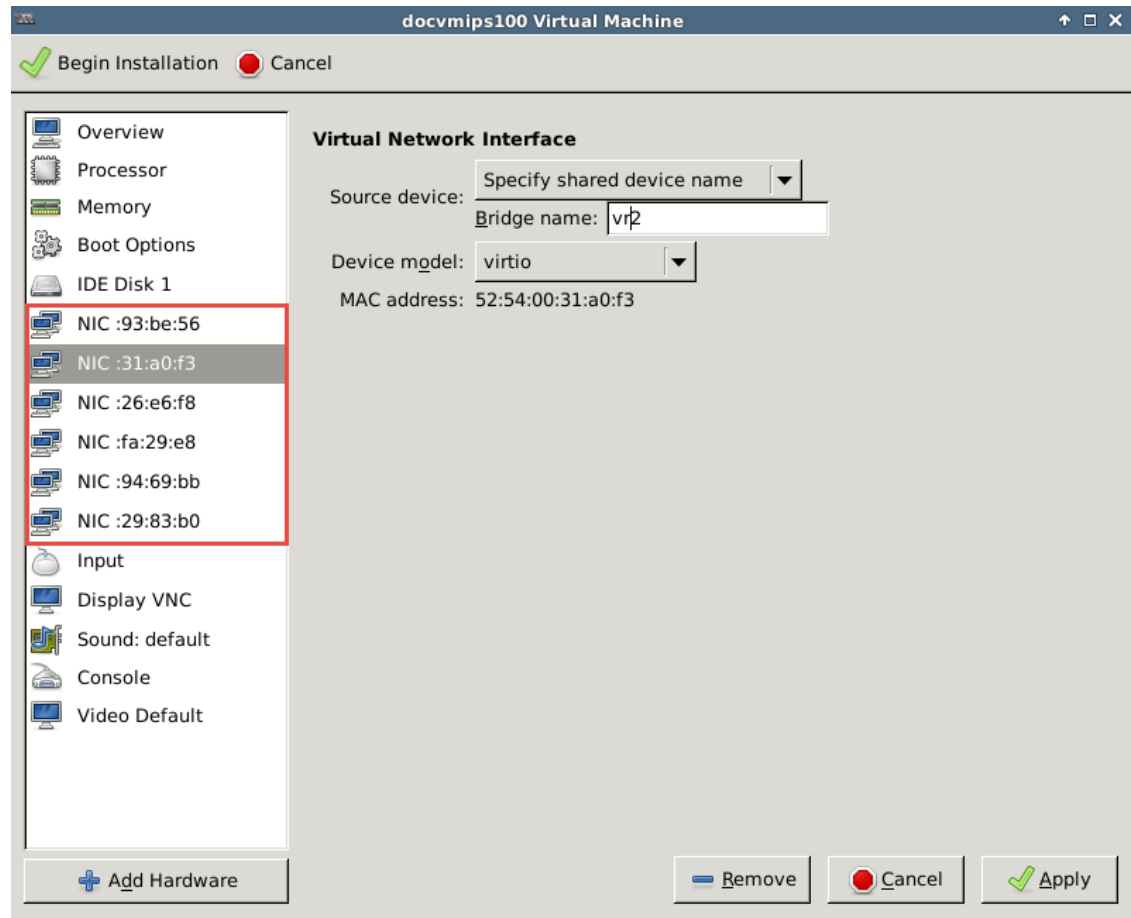 docvmips100 Virtual Machine
Begin Installation Cancel
Overview
Processor
Memory
Boot Options
IDE Disk 1
NIC :93:be:56
NIC :31:a0:f3
NIC :26:e6:f8
NIC :fa:29:e8
NIC :94:69:bb
NIC :29:83:b0
Input
Display VNC
Sound: default
Console
Video Default
Add Hardware
Virtual Network Interface
Source device: Specify shared device name
Bridge name: vr2
Device model: virtio
MAC address: 52:54:00:31:a0:f3
Remove Cancel Apply